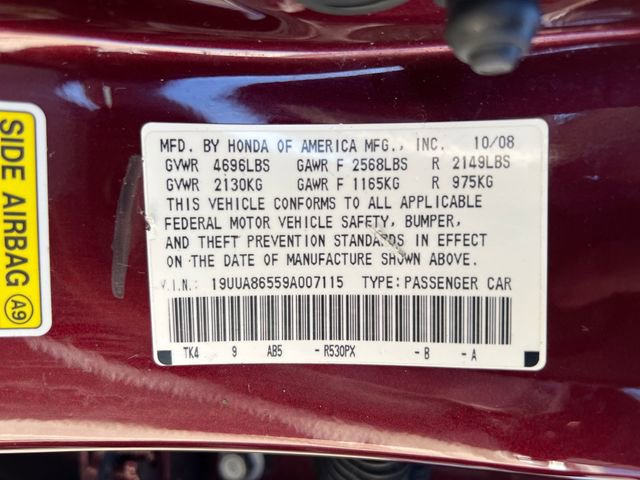 MFD. BY HONDA OF AMERICA MFG., INC. 10/08
GVWR 4696LBS GAWR F 2568LBS R 2149LBS
GVWR 2130KG GAWR F 1165KG R 975KG
THIS VEHICLE CONFORMS TO ALL APPLICABLE
FEDERAL MOTOR VEHICLE SAFETY, BUMPER,
AND THEFT PREVENTION STANDARDS IN EFFECT
ON THE DATE OF MANUFACTURE SHOWN ABOVE.
V.I.N.: 19UUA86559A007115 TYPE: PASSENGER CAR
TK4 9 AB5 - R530PX - B - A
SIDE AIRBAG A9